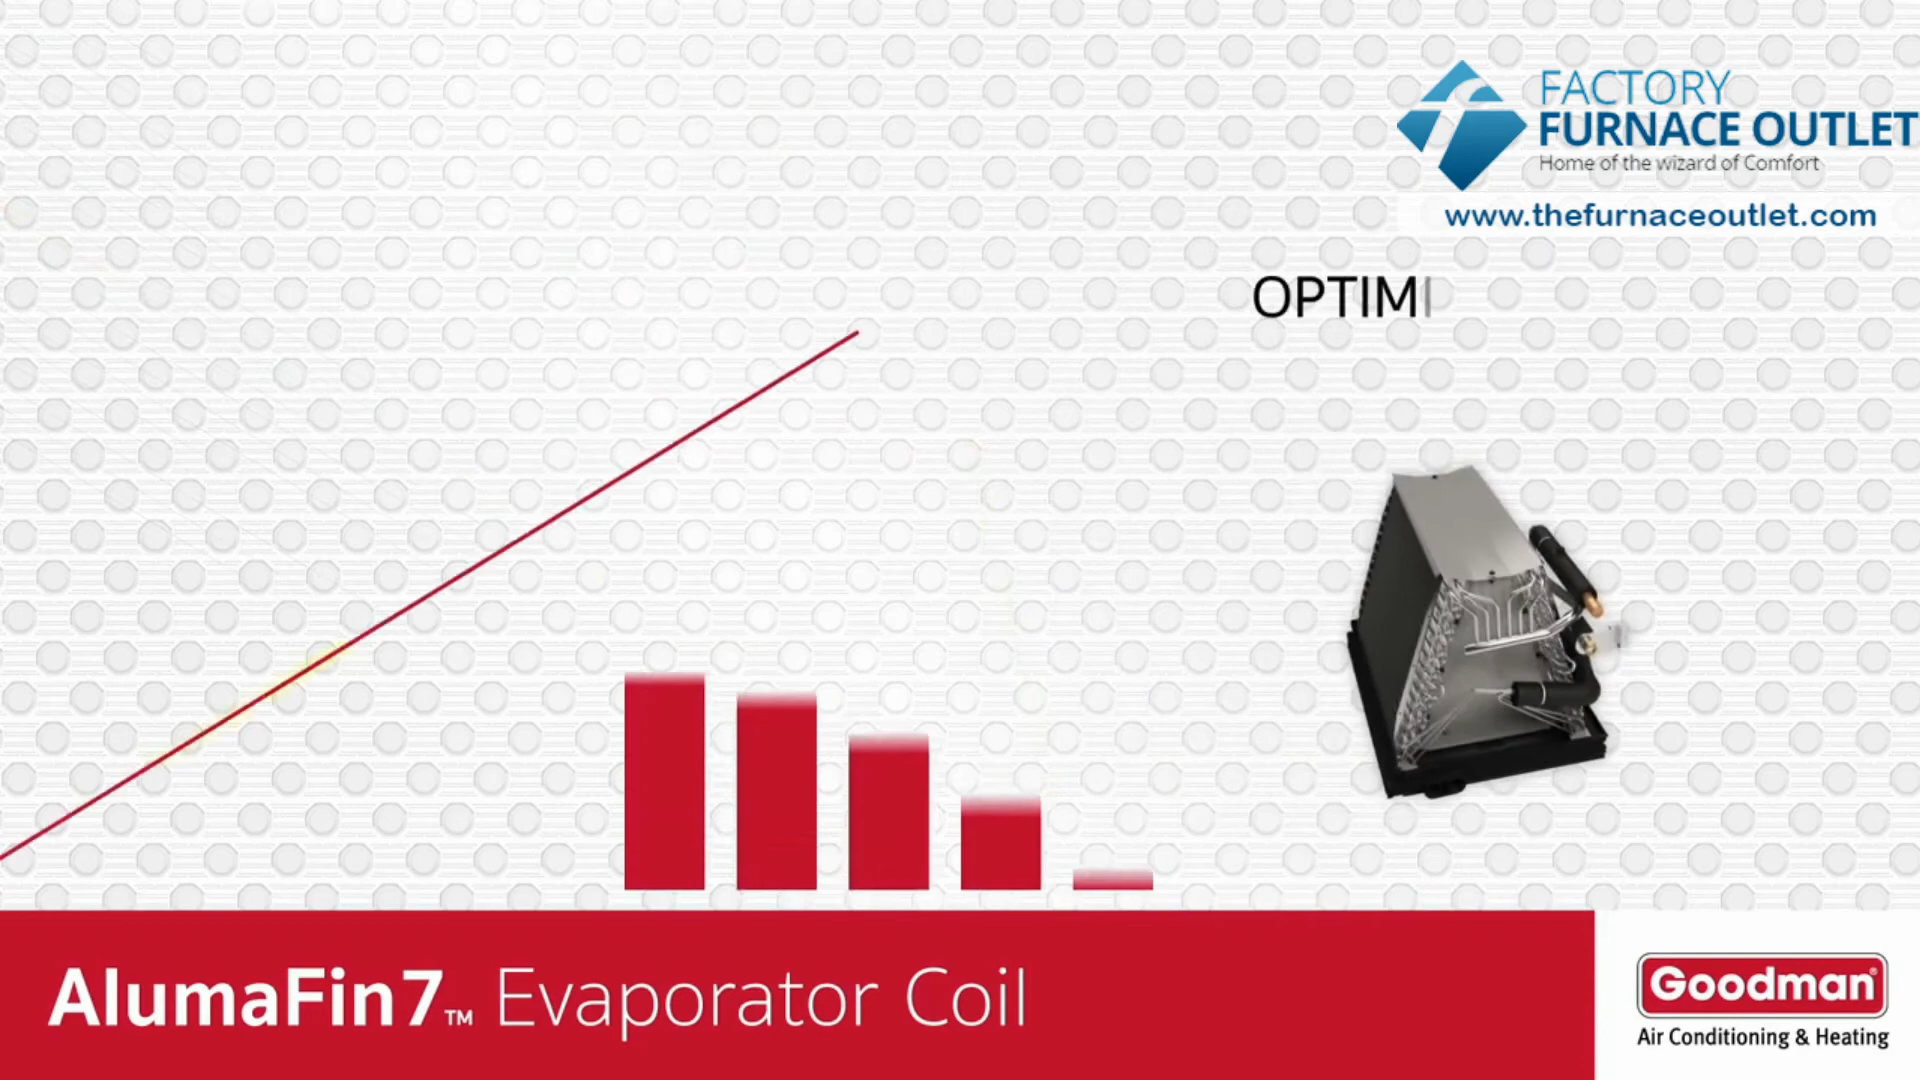 FACTORY
FURNACE OUTLET
Home of the wizard of Comfort
www.thefurnaceoutlet.com
OPTIMI
AlumaFin7™ Evaporator Coil
Goodman®
Air Conditioning & Heating